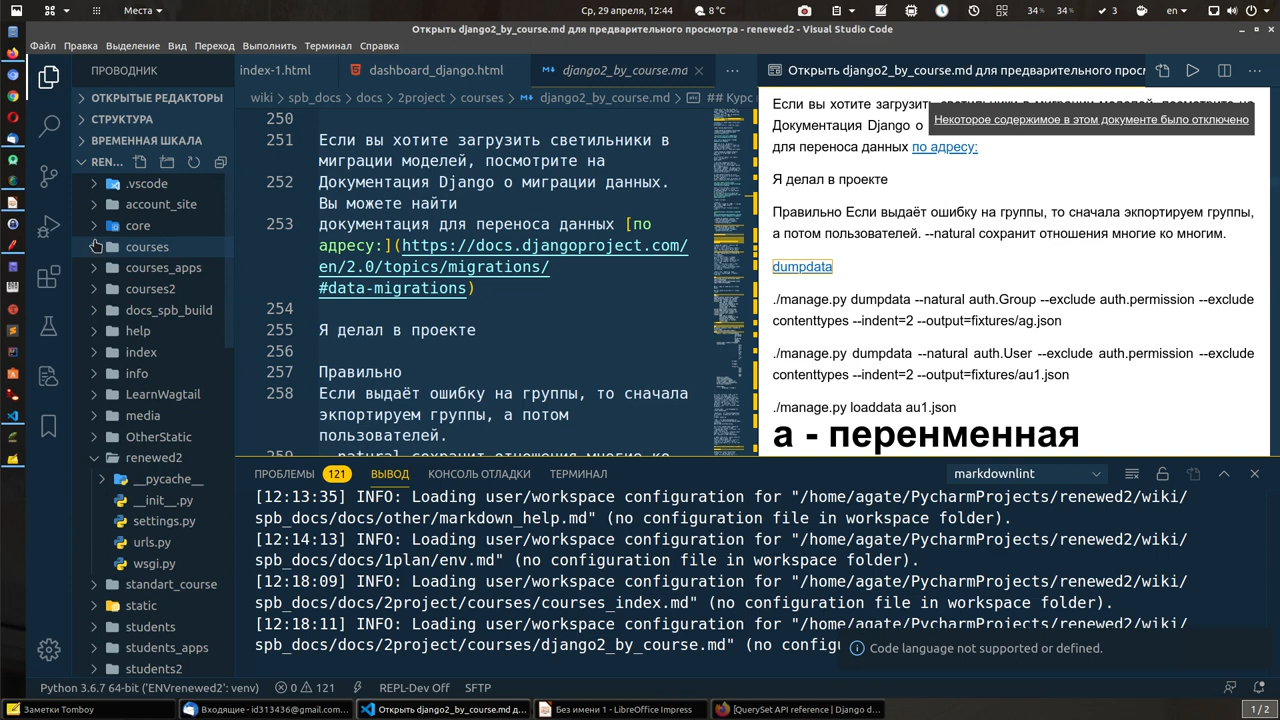 Места
Ср, 29 апреля, 12:44
8°C
34%
34%
3
en
Открыть django2_by_course.md для предварительного просмотра - renewed2 - Visual Studio Code
Файл Правка Выделение Вид Переход Выполнить Терминал Справка
ПРОВОДНИК
ОТКРЫТЫЕ РЕДАКТОРЫ
СТРУКТУРА
ВРЕМЕННАЯ ШКАЛА
REN...
.vscode
account_site
core
courses
courses_apps
courses2
docs_spb_build
help
index
info
LearnWagtail
media
OtherStatic
renewed2
__pycache__
__init__.py
settings.py
urls.py
wsgi.py
standart_course
static
students
students_apps
students2
index-1.html
dashboard_django.html
django2_by_course.md
wiki > spb_docs > docs > 2project > courses > django2_by_course.md > ## Курс
250
251 Если вы хотите загрузить светильники в
миграции моделей, посмотрите на
252 Документация Django о миграции данных.
253 Вы можете найти
254 документация для переноса данных [по
адресу:](https://docs.djangoproject.com/
en/2.0/topics/migrations/
#data-migrations)
255 Я делал в проекте
256
257 Правильно
258 Если выдаёт ошибку на группы, то сначала
экпортируем группы, а потом
пользователей.
Открыть django2_by_course.md для предварительного просм
Если вы хотите загрузить светильники в миграции моделей, посмотрите на
Документация Django о
Некоторое содержимое в этом документе было отключено
для переноса данных по адресу:
Я делал в проекте
Правильно Если выдаёт ошибку на группы, то сначала экпортируем группы,
а потом пользователей. --natural сохранит отношения многие ко многим.
dumpdata
./manage.py dumpdata --natural auth.Group --exclude auth.permission --exclude
contenttypes --indent=2 --output=fixtures/ag.json
./manage.py dumpdata --natural auth.User --exclude auth.permission --exclude
contenttypes --indent=2 --output=fixtures/au1.json
./manage.py loaddata au1.json
а - перенменная
ПРОБЛЕМЫ 121 ВЫВОД КОНСОЛЬ ОТЛАДКИ ТЕРМИНАЛ
markdownlint
[12:13:35] INFO: Loading user/workspace configuration for "/home/agate/PycharmProjects/renewed2/wiki/
spb_docs/docs/other/markdown_help.md" (no configuration file in workspace folder).
[12:14:13] INFO: Loading user/workspace configuration for "/home/agate/PycharmProjects/renewed2/wiki/
spb_docs/docs/1plan/env.md" (no configuration file in workspace folder).
[12:18:09] INFO: Loading user/workspace configuration for "/home/agate/PycharmProjects/renewed2/wiki/
spb_docs/docs/2project/courses/courses_index.md" (no configuration file in workspace folder).
[12:18:11] INFO: Loading user/workspace configuration for "/home/agate/PycharmProjects/renewed2/wiki/
spb_docs/docs/2project/courses/django2_by_course.md" (no configu
Code language not supported or defined.
Python 3.6.7 64-bit ('ENVrenewed2': venv)
0
121
REPL-Dev Off
SFTP
Заметки Tomboy
Входящие - id313436@gmail.com...
Открыть django2_by_course.md д...
Без имени 1 - LibreOffice Impress
[QuerySet API reference | Django d...
1 / 2